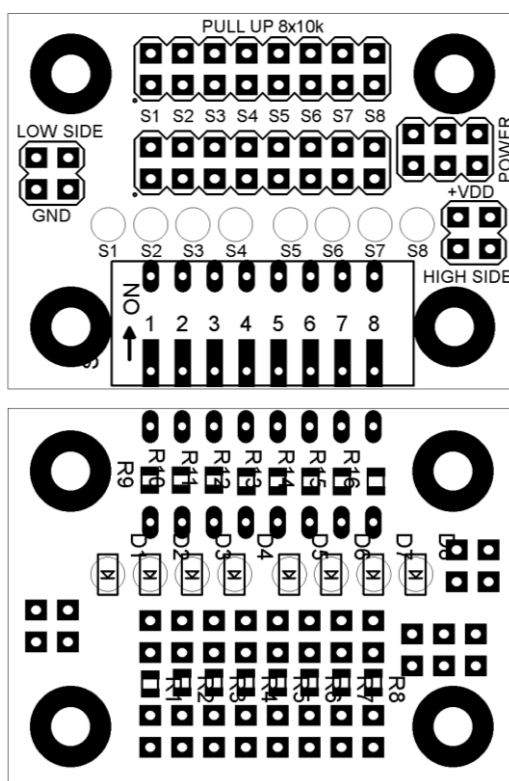 PULL UP 8x10k
S1 S2 S3 S4 S5 S6 S7 S8
LOW SIDE
GND
POWER
+VDD
S1 S2 S3 S4 S5 S6 S7 S8
HIGH SIDE
NO
1 2 3 4 5 6 7 8
S
R9 R10 R11 R12 R13 R14 R15 R16
D1 D2 D3 D4 D5 D6 D7 D8
R1 R2 R3 R4 R5 R6 R7 R8